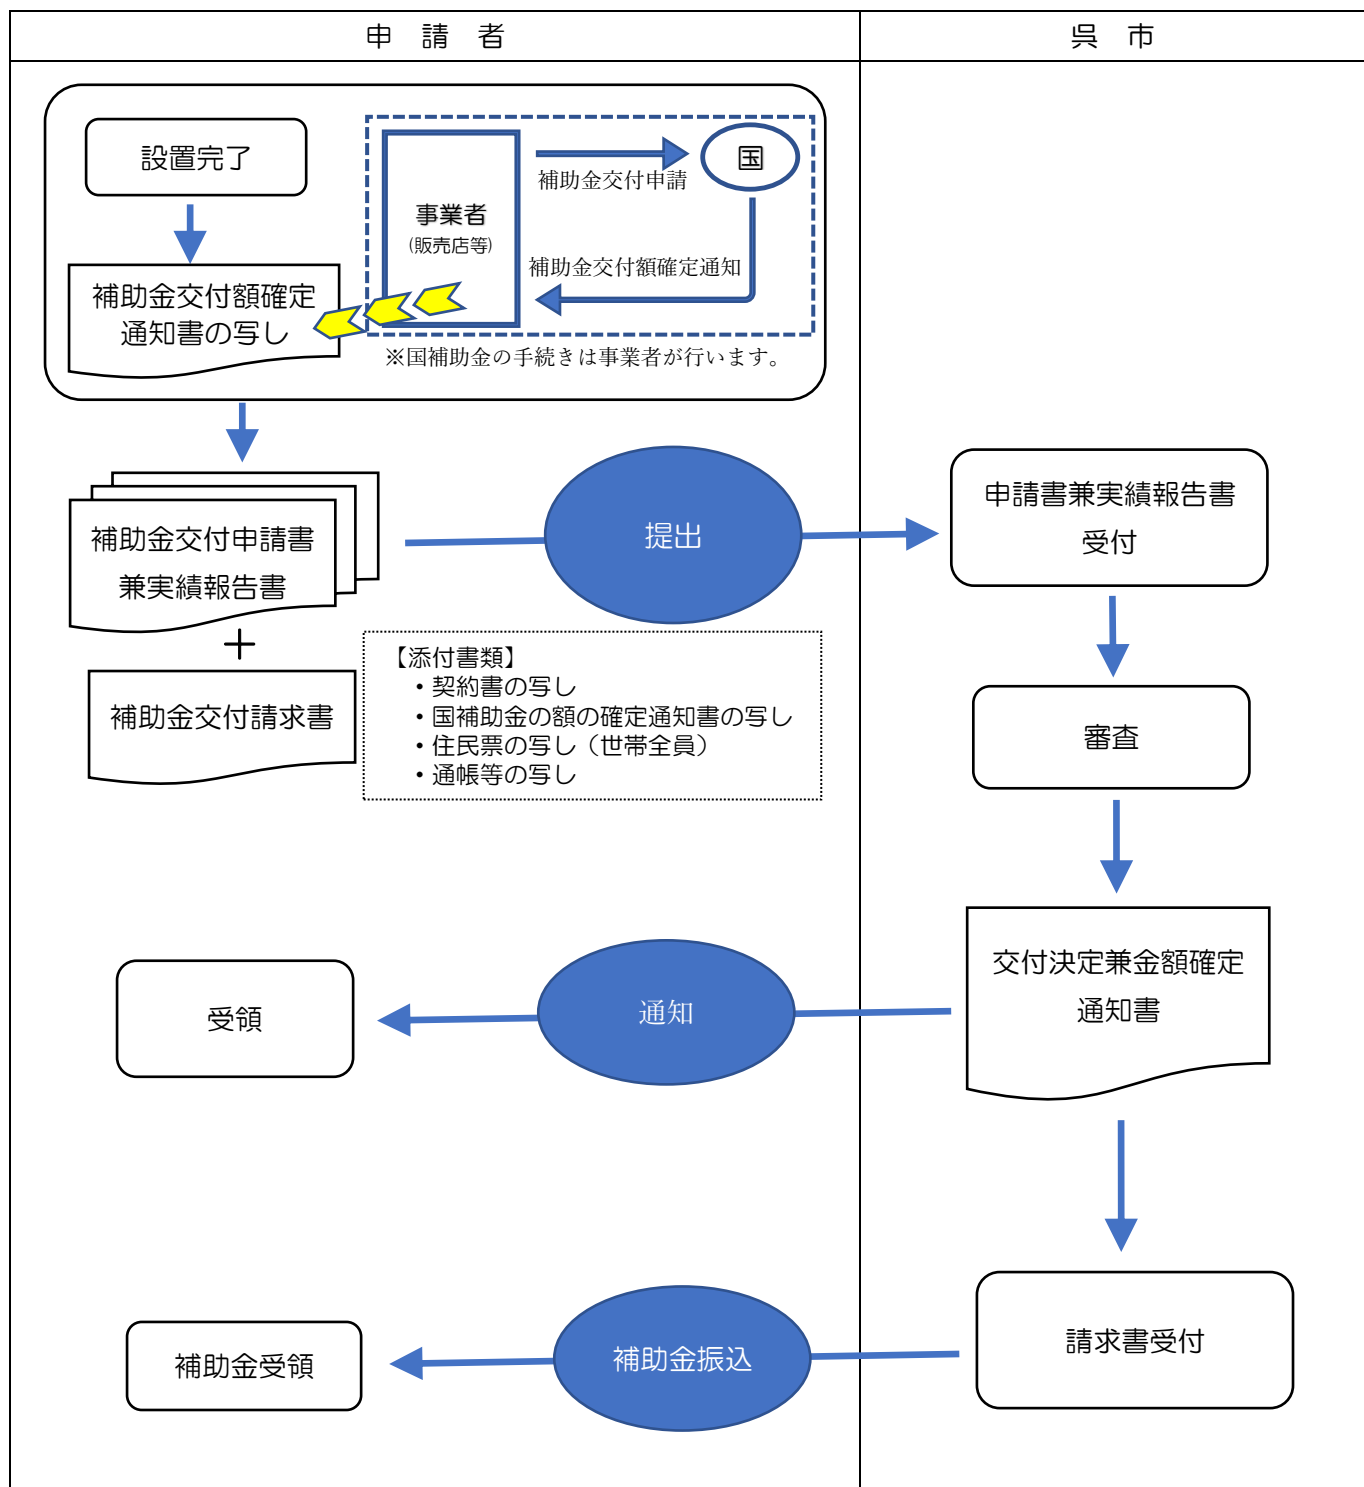 申 請 者
呉 市
設置完了
補助金交付額確定
通知書の写し
事業者
(販売店等)
補助金交付申請
国
補助金交付額確定通知
※国補助金の手続きは事業者が行います。
補助金交付申請書
兼実績報告書
+
補助金交付請求書
提出
【添付書類】
・契約書の写し
・国補助金の額の確定通知書の写し
・住民票の写し（世帯全員）
・通帳等の写し
申請書兼実績報告書
受付
審査
交付決定兼金額確定
通知書
通知
受領
請求書受付
補助金振込
補助金受領